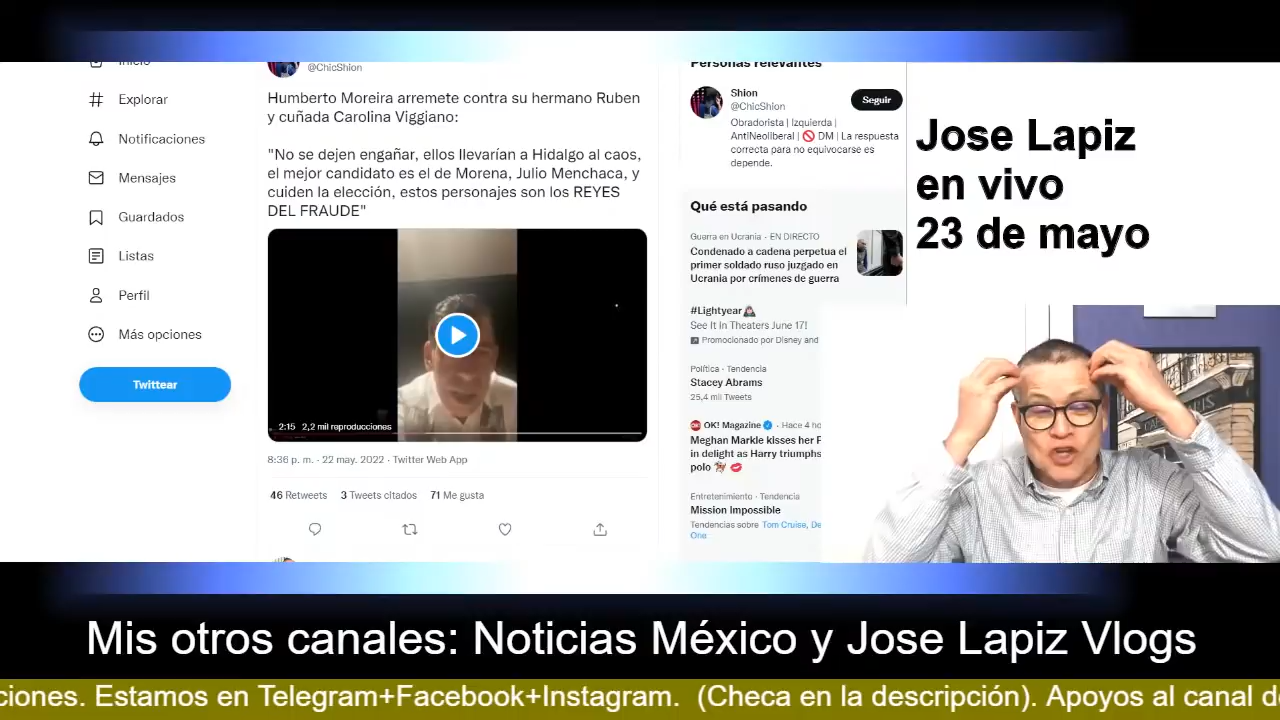 Inicio
Explorar
Notificaciones
Mensajes
Guardados
Listas
Perfil
Más opciones
Twittear
@ChicShion
Humberto Moreira arremete contra su hermano Ruben
y cuñada Carolina Viggiano:
"No se dejen engañar, ellos llevarían a Hidalgo al caos,
el mejor candidato es el de Morena, Julio Menchaca, y
cuiden la elección, estos personajes son los REYES
DEL FRAUDE"
2:15 2,2 mil reproducciones
8:36 p. m. · 22 may. 2022 · Twitter Web App
46 Retweets 3 Tweets citados 71 Me gusta
Personas relevantes
Shion
@ChicShion
Seguir
Obradorista | Izquierda |
AntiNeoliberal | 🚫 DM | La respuesta
correcta para no equivocarse es
depende.
Qué está pasando
Guerra en Ucrania · EN DIRECTO
Condenado a cadena perpetua el
primer soldado ruso juzgado en
Ucrania por crímenes de guerra
#Lightyear
See It In Theaters June 17!
Promocionado por Disney and
Política · Tendencia
Stacey Abrams
25,4 mil Tweets
OK! Magazine · Hace 4 ho
Meghan Markle kisses her P
in delight as Harry triumphs
polo 🏇 💋
Entretenimiento · Tendencia
Mission Impossible
Tendencias sobre Tom Cruise, De
One
Jose Lapiz
en vivo
23 de mayo
Mis otros canales: Noticias México y Jose Lapiz Vlogs
ciones. Estamos en Telegram+Facebook+Instagram. (Checa en la descripción). Apoyos al canal d